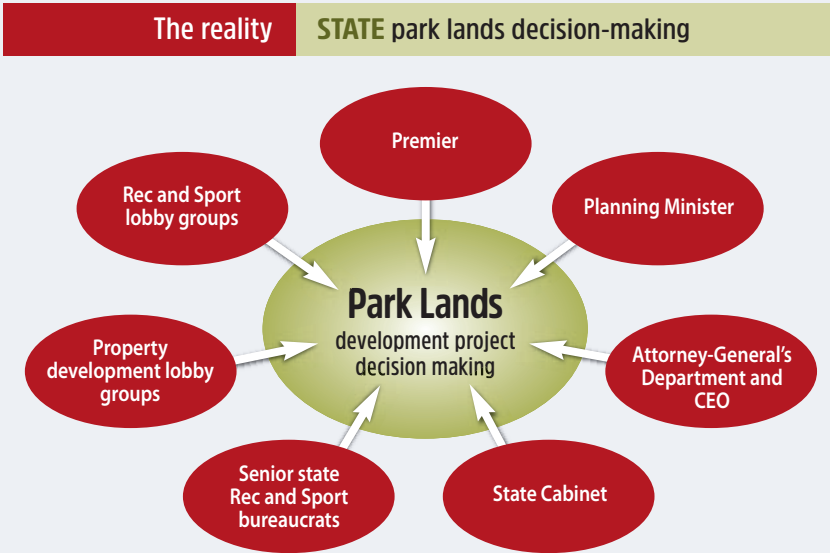 The reality
STATE park lands decision-making
Premier
Rec and Sport
lobby groups
Planning Minister
Park Lands
development project
decision making
Property
development lobby
groups
Attorney-General's
Department and
CEO
Senior state
Rec and Sport
bureaucrats
State Cabinet